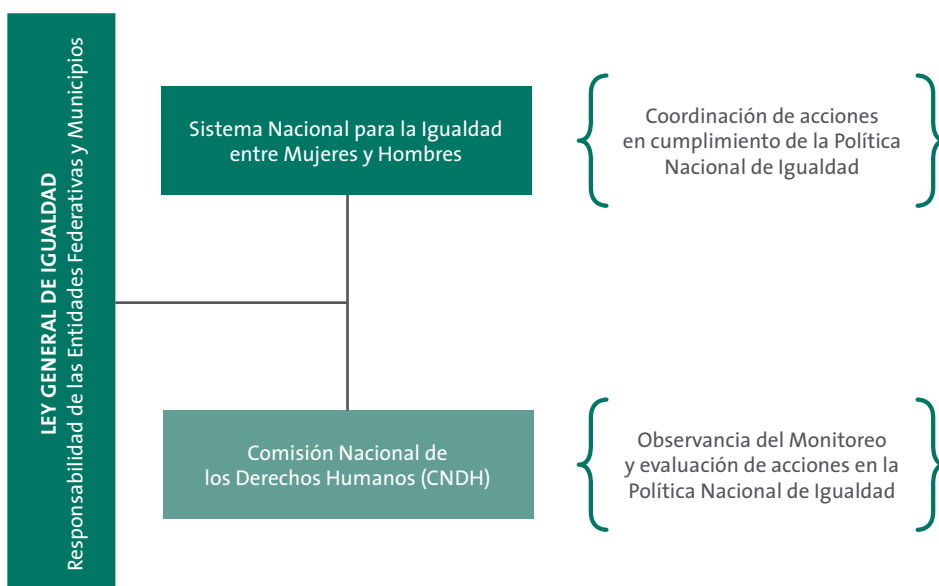 LEY GENERAL DE IGUALDAD
Responsabilidad de las Entidades Federativas y Municipios
Sistema Nacional para la Igualdad
entre Mujeres y Hombres
Coordinación de acciones
en cumplimiento de la Política
Nacional de Igualdad
Comisión Nacional de
los Derechos Humanos (CNDH)
Observancia del Monitoreo
y evaluación de acciones en la
Política Nacional de Igualdad